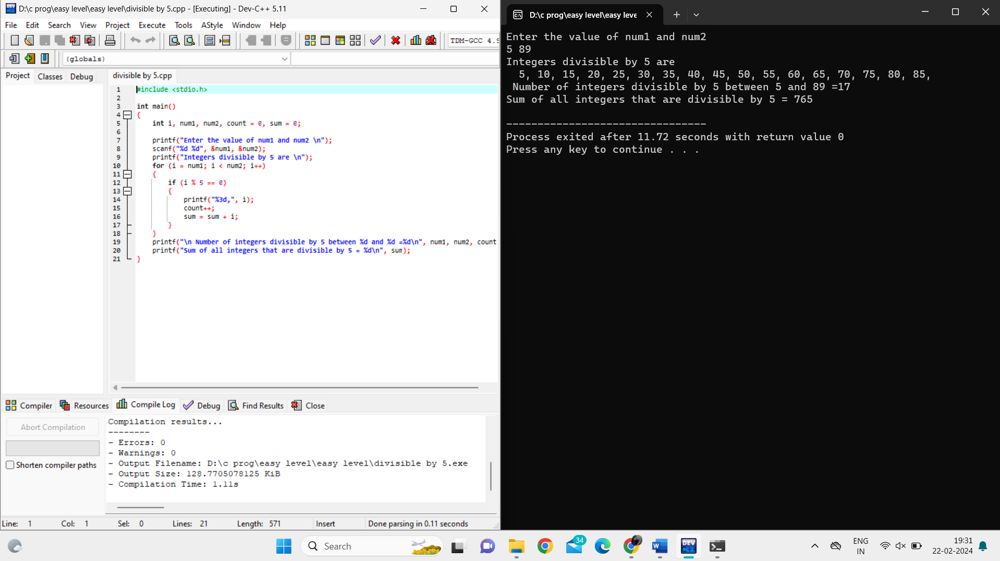 D:\c prog\easy level\easy level\divisible by 5.cpp - [Executing] - Dev-C++ 5.11
File Edit Search View Project Execute Tools AStyle Window Help
TDM-GCC 4.9
(globals)
Project Classes Debug
divisible by 5.cpp
1 #include <stdio.h>
2
3 int main()
4 {
5 int i, num1, num2, count = 0, sum = 0;
6
7 printf("Enter the value of num1 and num2 \n");
8 scanf("%d %d", &num1, &num2);
9 printf("Integers divisible by 5 are \n");
10 for (i = num1; i < num2; i++)
11 {
12 if (i % 5 == 0)
13 {
14 printf("%3d,", i);
15 count++;
16 sum = sum + i;
17 }
18 }
19 printf("\n Number of integers divisible by 5 between %d and %d =%d\n", num1, num2, count
20 printf("Sum of all integers that are divisible by 5 = %d\n", sum);
21 }
Compiler Resources Compile Log Debug Find Results Close
Abort Compilation
Shorten compiler paths
Compilation results...
--------
- Errors: 0
- Warnings: 0
- Output Filename: D:\c prog\easy level\easy level\divisible by 5.exe
- Output Size: 128.7705078125 KiB
- Compilation Time: 1.11s
Line: 1 Col: 1 Sel: 0 Lines: 21 Length: 571 Insert Done parsing in 0.11 seconds
D:\c prog\easy level\easy leve
Enter the value of num1 and num2
5 89
Integers divisible by 5 are
  5, 10, 15, 20, 25, 30, 35, 40, 45, 50, 55, 60, 65, 70, 75, 80, 85,
 Number of integers divisible by 5 between 5 and 89 =17
Sum of all integers that are divisible by 5 = 765
--------------------------------
Process exited after 11.72 seconds with return value 0
Press any key to continue . . .
Search
34
W
DEV C++
ENG
IN
19:31
22-02-2024